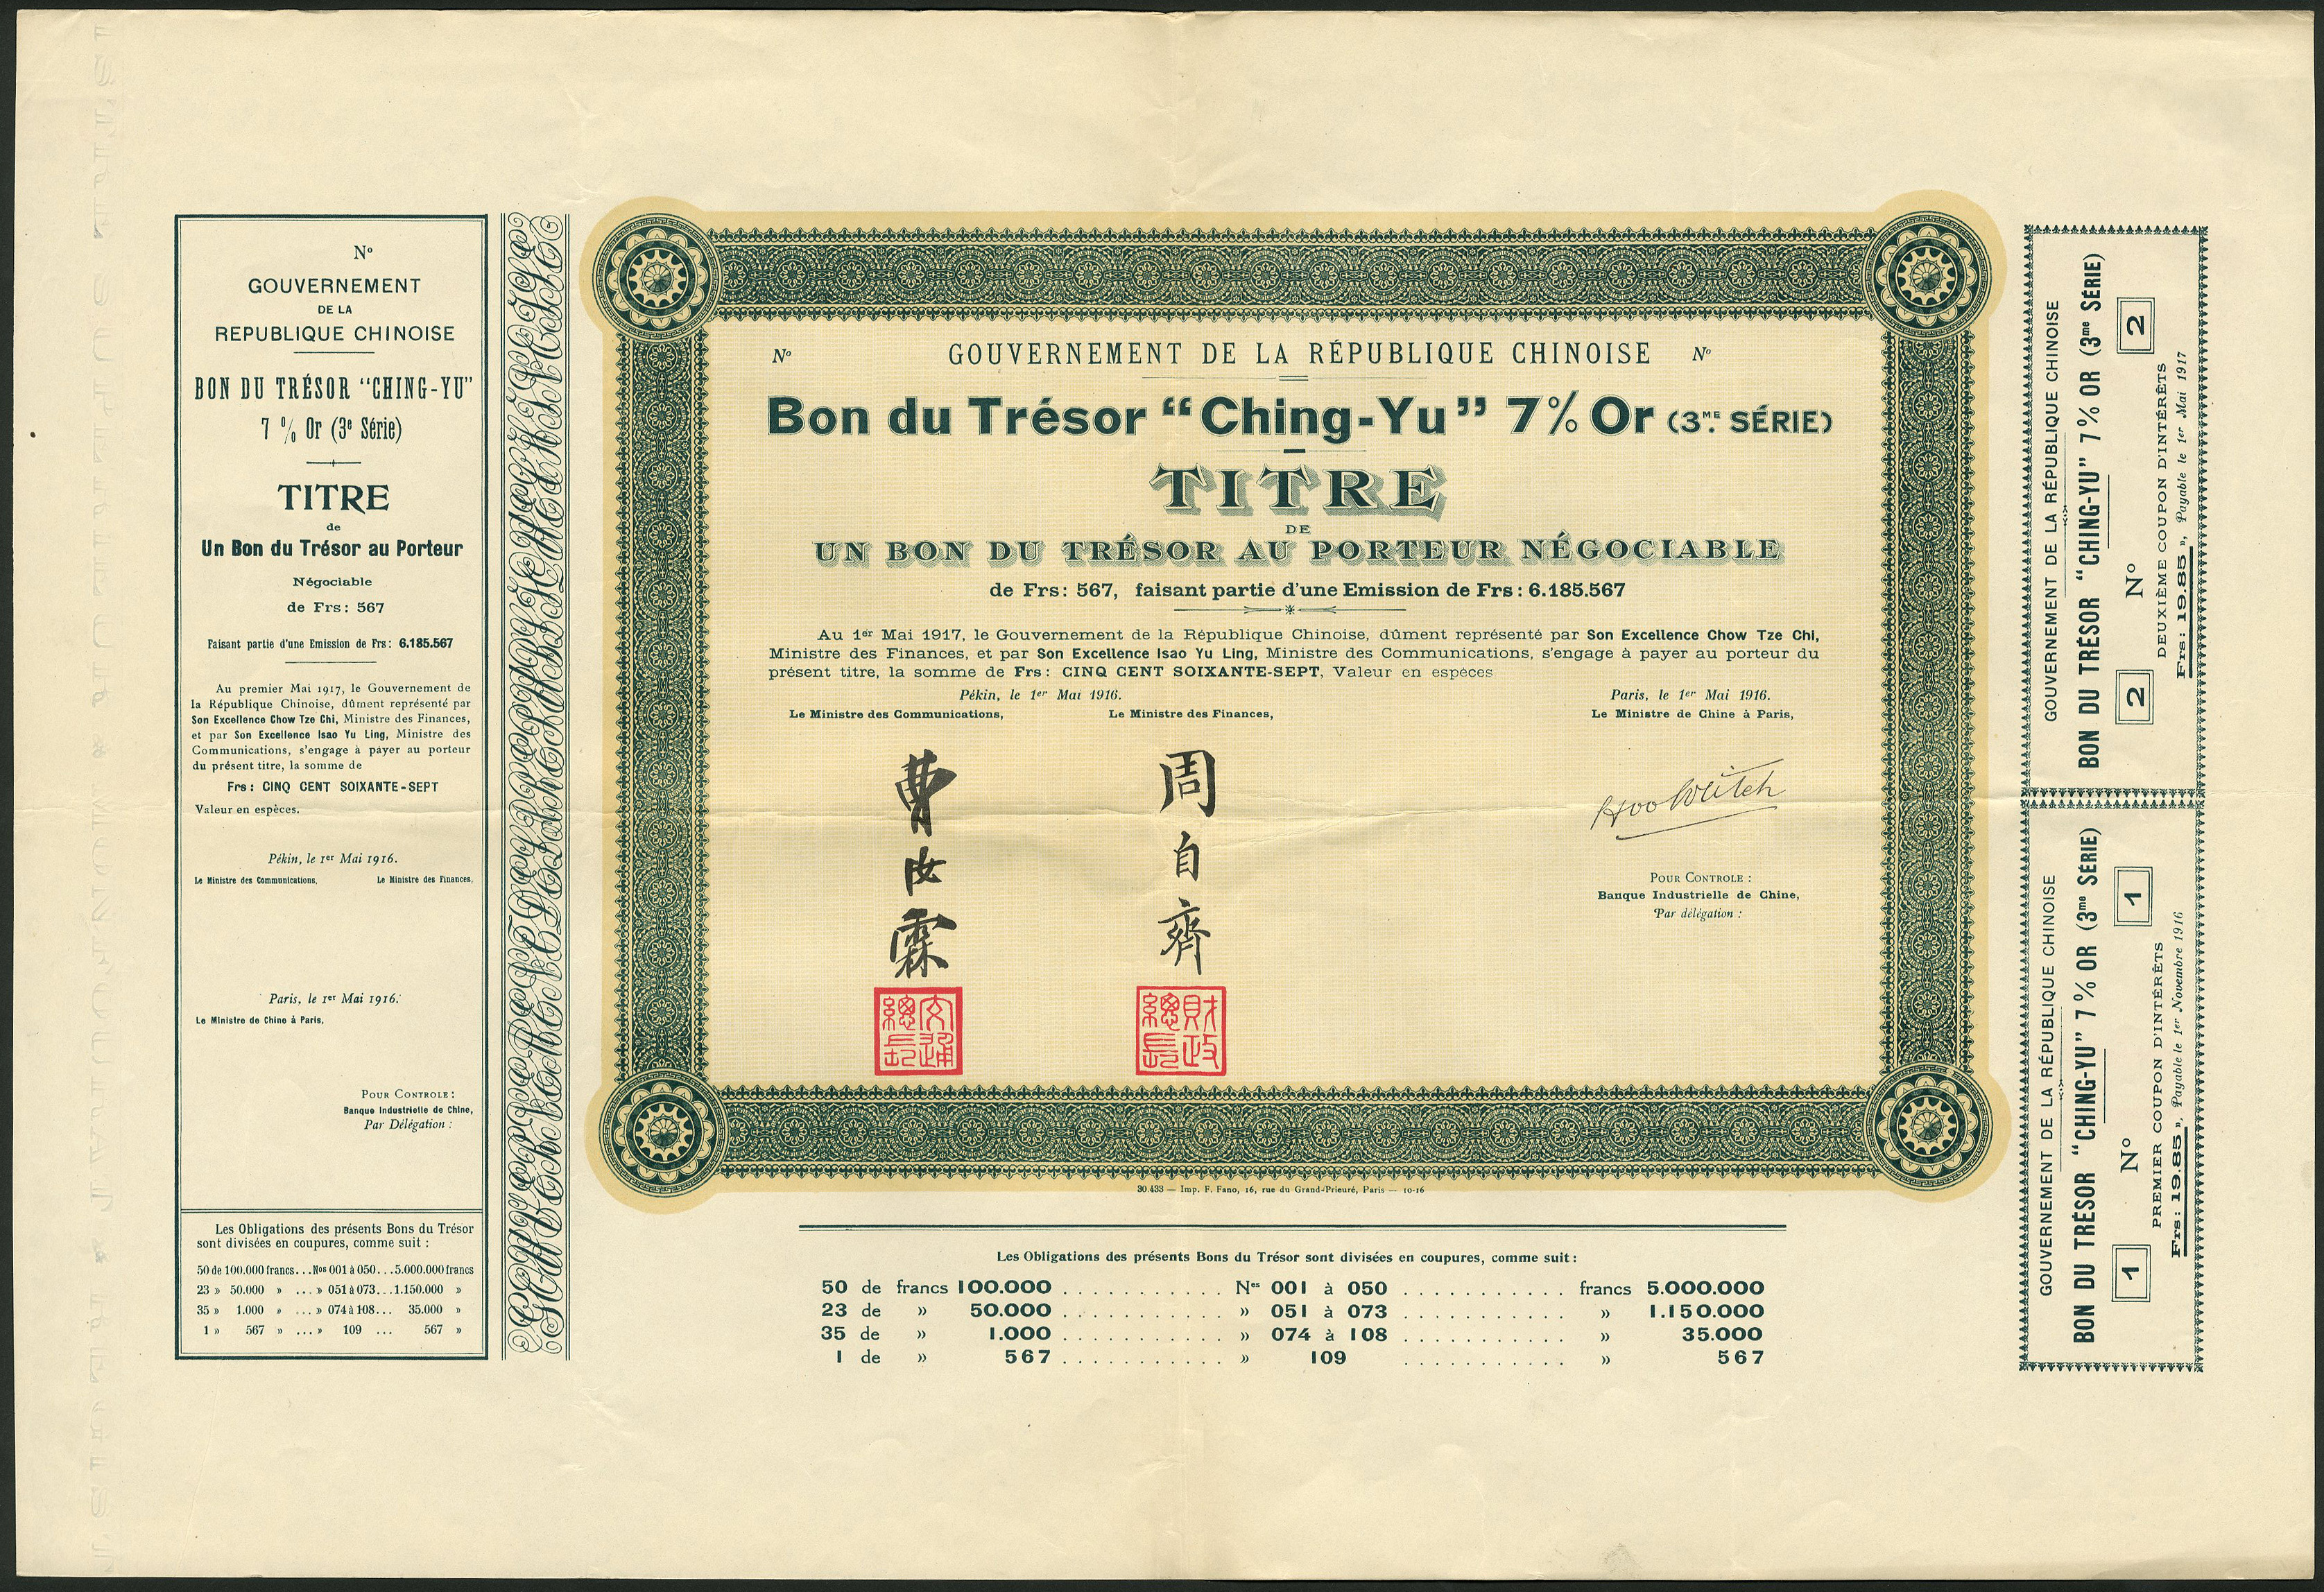 Nº
GOUVERNEMENT
DE LA
REPUBLIQUE CHINOISE
BON DU TRÉSOR “CHING-YU”
7 % Or (3e Série)
TITRE
de
Un Bon du Trésor au Porteur
Négociable
de Frs: 567
Faisant partie d'une Emission de Frs: 6.185.567
Au premier Mai 1917, le Gouvernement de
la République Chinoise, dûment représenté par
Son Excellence Chow Tze Chi, Ministre des Finances,
et par Son Excellence Isao Yu Ling, Ministre des
Communications, s'engage à payer au porteur
du présent titre, la somme de
Frs: CINQ CENT SOIXANTE-SEPT
Valeur en espèces.
Pékin, le 1er Mai 1916.
Le Ministre des Communications, Le Ministre des Finances,
Paris, le 1er Mai 1916.
Le Ministre de Chine à Paris,
POUR CONTROLE :
Banque Industrielle de Chine,
Par Délégation :
Les Obligations des présents Bons du Trésor
sont divisées en coupures, comme suit :
50 de 100.000 francs...Nos 001 à 050...5.000.000 francs
23 » 50.000 » ...» 051 à 073...1.150.000 »
35 » 1.000 » ...» 074 à 108... 35.000 »
1 » 567 » ...» 109 ... 567 »
Nº GOUVERNEMENT DE LA RÉPUBLIQUE CHINOISE Nº
Bon du Trésor “Ching-Yu” 7% Or (3ME SÉRIE)
TITRE
DE
UN BON DU TRÉSOR AU PORTEUR NÉGOCIABLE
de Frs: 567, faisant partie d'une Emission de Frs: 6.185.567
Au 1er Mai 1917, le Gouvernement de la République Chinoise, dûment représenté par Son Excellence Chow Tze Chi,
Ministre des Finances, et par Son Excellence Isao Yu Ling, Ministre des Communications, s'engage à payer au porteur du
présent titre, la somme de Frs: CINQ CENT SOIXANTE-SEPT, Valeur en espèces
Pékin, le 1er Mai 1916. Paris, le 1er Mai 1916.
Le Ministre des Communications, Le Ministre des Finances, Le Ministre de Chine à Paris,
曹汝霖
周自齊
Hoo Weiteh
交通總長
財政總長
POUR CONTROLE :
Banque Industrielle de Chine,
Par délégation :
30.433 — Imp. F. Fano, 16, rue du Grand-Prieuré, Paris — 10-16
Les Obligations des présents Bons du Trésor sont divisées en coupures, comme suit :
50 de francs 100.000 ............ Nos 001 à 050 ............ francs 5.000.000
23 de » 50.000 ............ » 051 à 073 ............ » 1.150.000
35 de » 1.000 ............ » 074 à 108 ............ » 35.000
1 de » 567 ............ » 109 ............ » 567
GOUVERNEMENT DE LA RÉPUBLIQUE CHINOISE
BON DU TRÉSOR “CHING-YU” 7% OR (3me SÉRIE)
2 Nº 2
DEUXIÈME COUPON D'INTÉRÊTS
Frs: 19.85 », Payable le 1er Mai 1917
GOUVERNEMENT DE LA RÉPUBLIQUE CHINOISE
BON DU TRÉSOR “CHING-YU” 7% OR (3me SÉRIE)
1 Nº 1
PREMIER COUPON D'INTÉRÊTS
Frs: 19.85 », Payable le 1er Novembre 1916